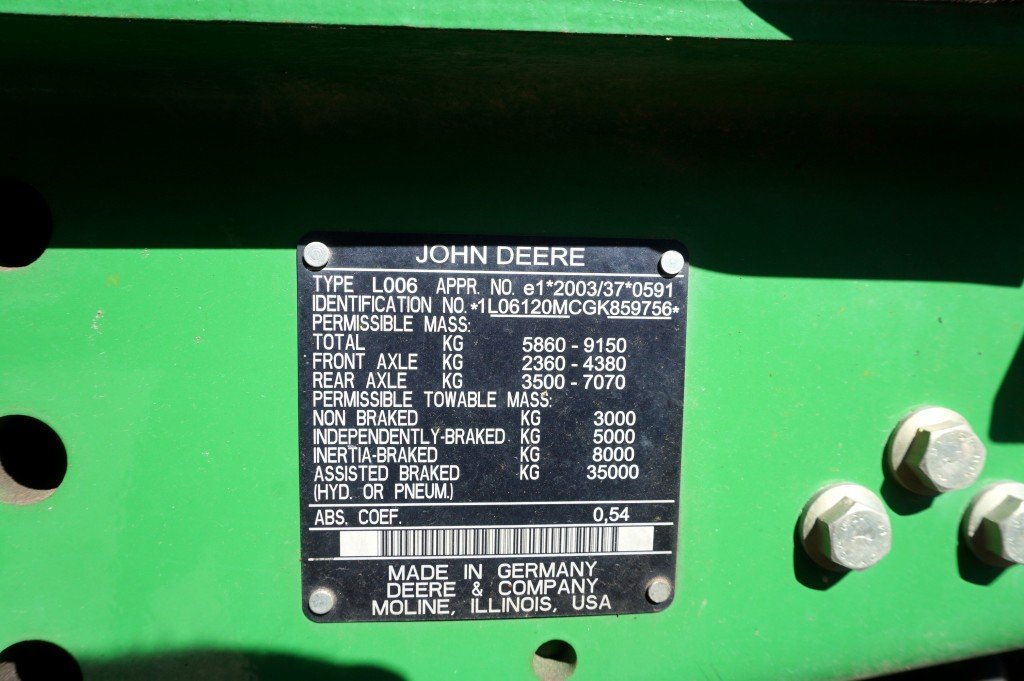 JOHN DEERE
TYPE L006 APPR. NO. e1*2003/37*0591
IDENTIFICATION NO. *1L06120MCGK859756*
PERMISSIBLE MASS:
TOTAL KG 5860 - 9150
FRONT AXLE KG 2360 - 4380
REAR AXLE KG 3500 - 7070
PERMISSIBLE TOWABLE MASS:
NON BRAKED KG 3000
INDEPENDENTLY-BRAKED KG 5000
INERTIA-BRAKED KG 8000
ASSISTED BRAKED KG 35000
(HYD. OR PNEUM.)
ABS. COEF. 0,54
MADE IN GERMANY
DEERE & COMPANY
MOLINE, ILLINOIS, USA